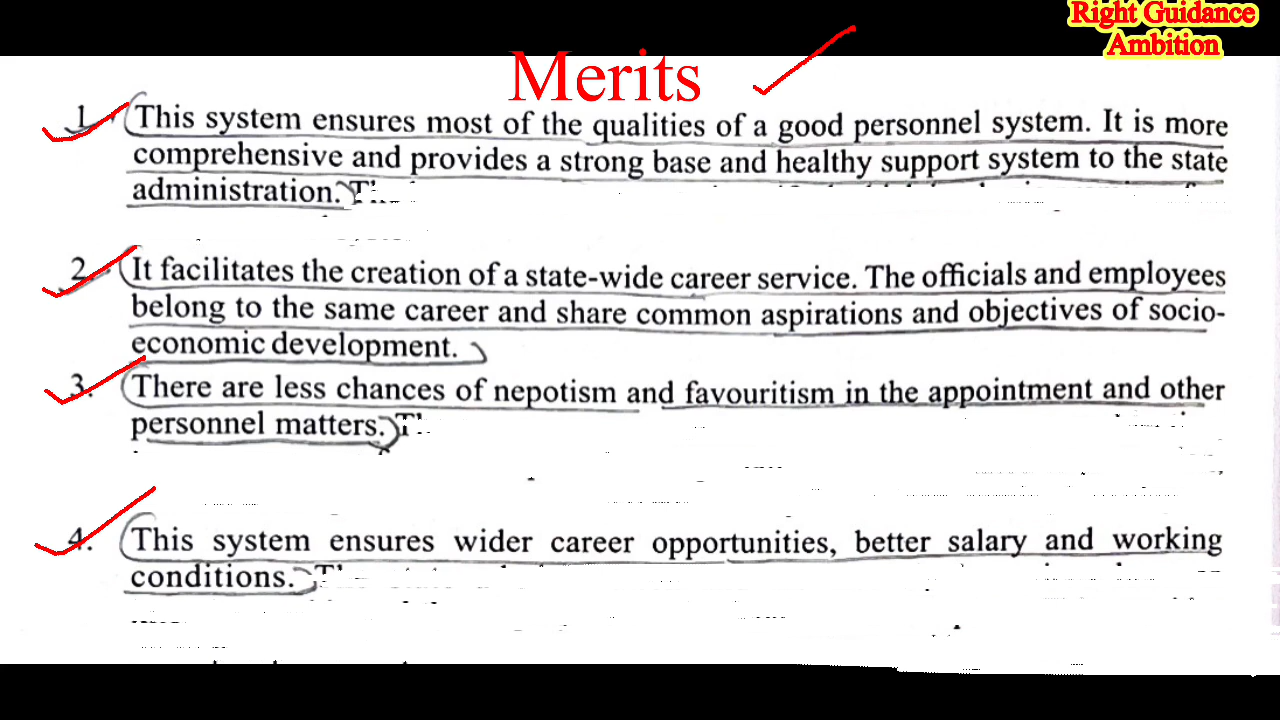 Right Guidance
Ambition
Merits
1. This system ensures most of the qualities of a good personnel system. It is more
comprehensive and provides a strong base and healthy support system to the state
administration.
2. It facilitates the creation of a state-wide career service. The officials and employees
belong to the same career and share common aspirations and objectives of socio-
economic development.
3. There are less chances of nepotism and favouritism in the appointment and other
personnel matters.
4. This system ensures wider career opportunities, better salary and working
conditions.